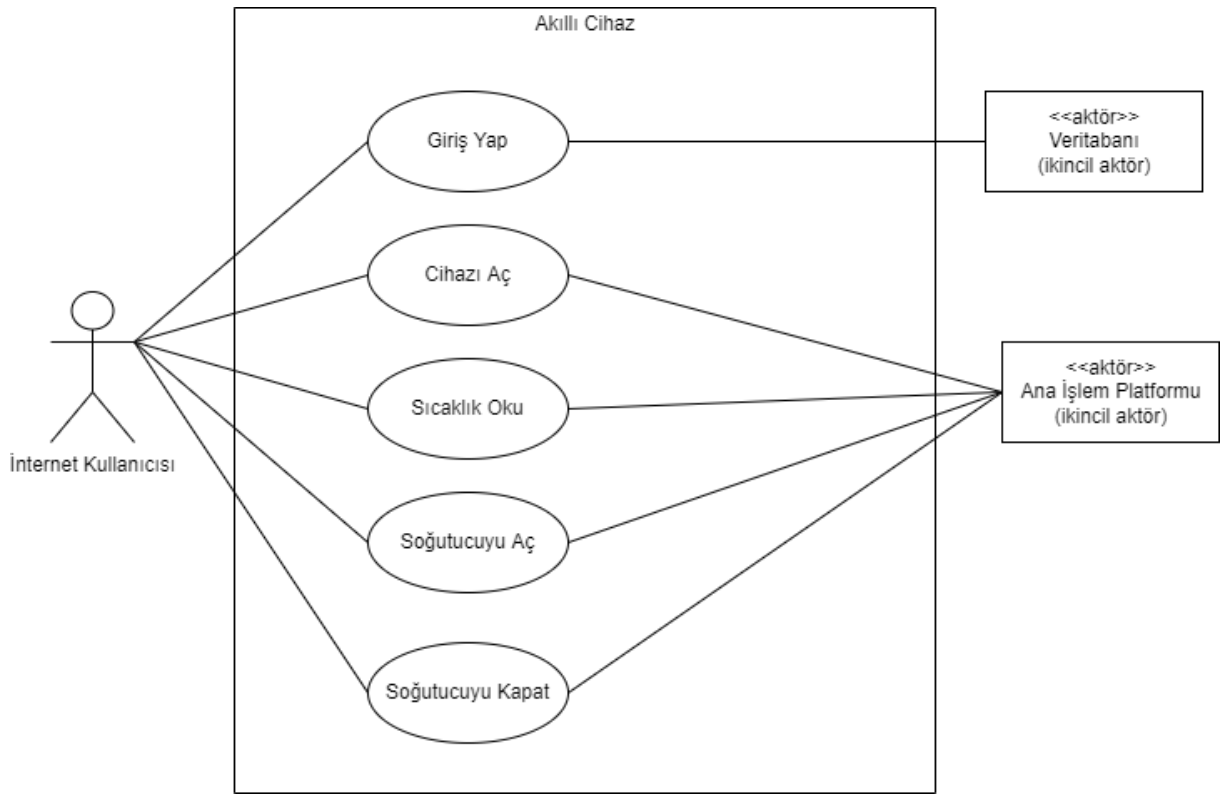 Akıllı Cihaz
Giriş Yap
<<aktör>>
Veritabanı
(ikincil aktör)
Cihazı Aç
<<aktör>>
Ana İşlem Platformu
(ikincil aktör)
Sıcaklık Oku
İnternet Kullanıcısı
Soğutucuyu Aç
Soğutucuyu Kapat